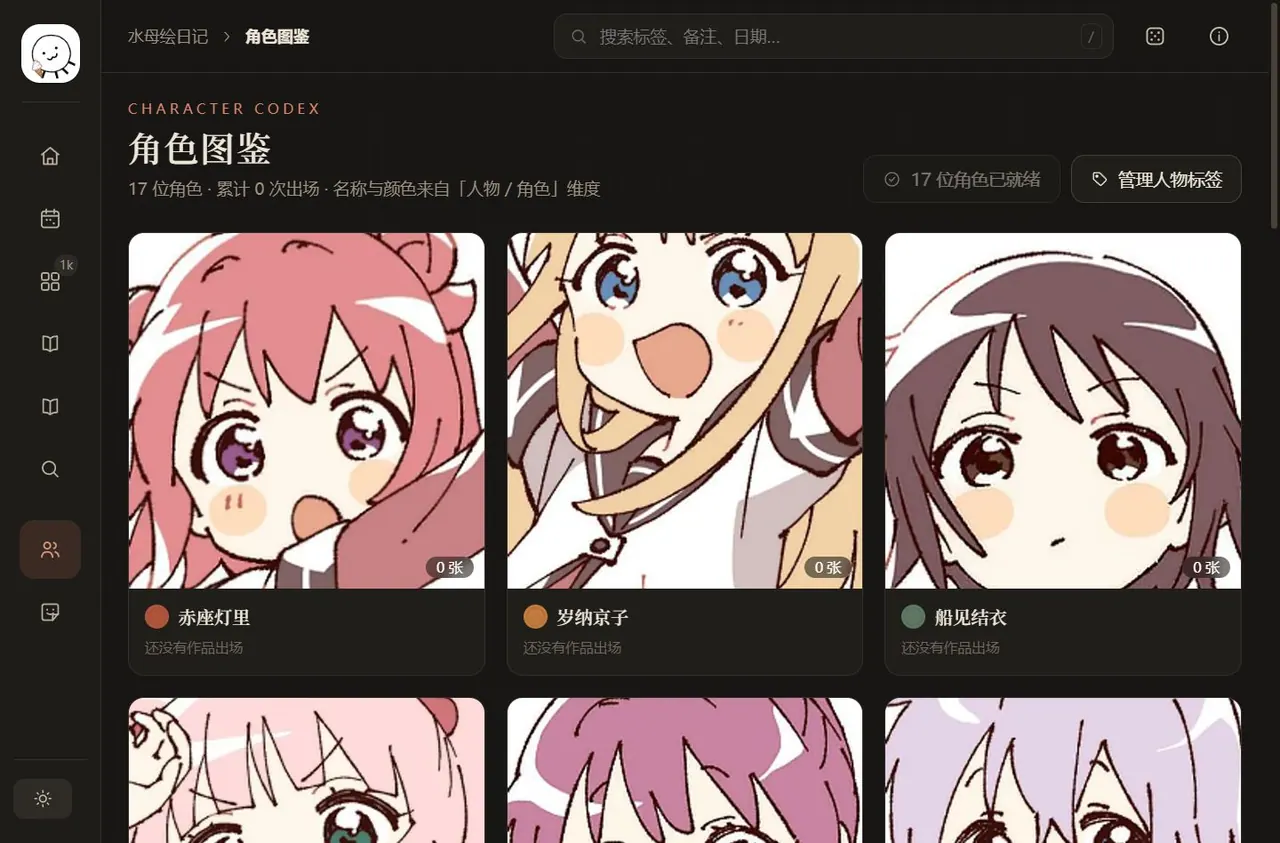 水母绘日记 › 角色图鉴
搜索标签、备注、日期...
/
1k
CHARACTER CODEX
角色图鉴
17 位角色 · 累计 0 次出场 · 名称与颜色来自「人物 / 角色」维度
17 位角色已就绪
管理人物标签
0 张
0 张
0 张
赤座灯里
还没有作品出场
岁纳京子
还没有作品出场
船见结衣
还没有作品出场